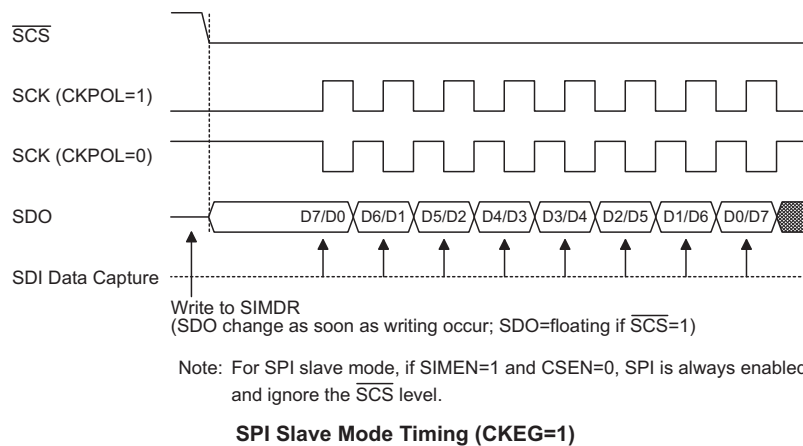 SCS
SCK (CKPOL=1)
SCK (CKPOL=0)
SDO
D7/D0 D6/D1 D5/D2 D4/D3 D3/D4 D2/D5 D1/D6 D0/D7
SDI Data Capture
Write to SIMDR
(SDO change as soon as writing occur; SDO=floating if SCS=1)
Note: For SPI slave mode, if SIMEN=1 and CSEN=0, SPI is always enabled
and ignore the SCS level.
SPI Slave Mode Timing (CKEG=1)